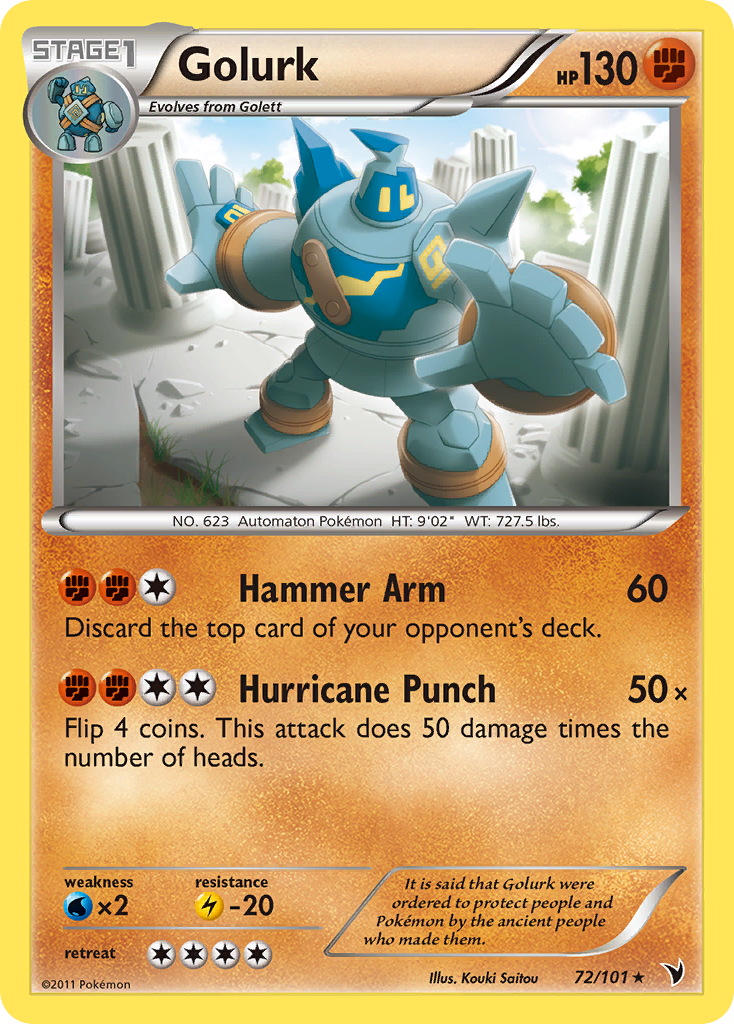 STAGE1
Golurk
HP130
Evolves from Golett
NO. 623 Automaton Pokémon HT: 9'02" WT: 727.5 lbs.
Hammer Arm 60
Discard the top card of your opponent's deck.
Hurricane Punch 50×
Flip 4 coins. This attack does 50 damage times the
number of heads.
weakness
×2
resistance
-20
retreat
It is said that Golurk were
ordered to protect people and
Pokémon by the ancient people
who made them.
©2011 Pokémon
Illus. Kouki Saitou
72/101 ★